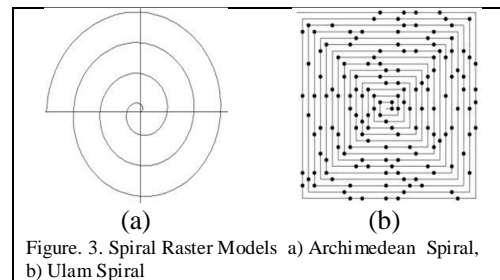 (a) (b)
Figure. 3. Spiral Raster Models a) Archimedean Spiral,
b) Ulam Spiral